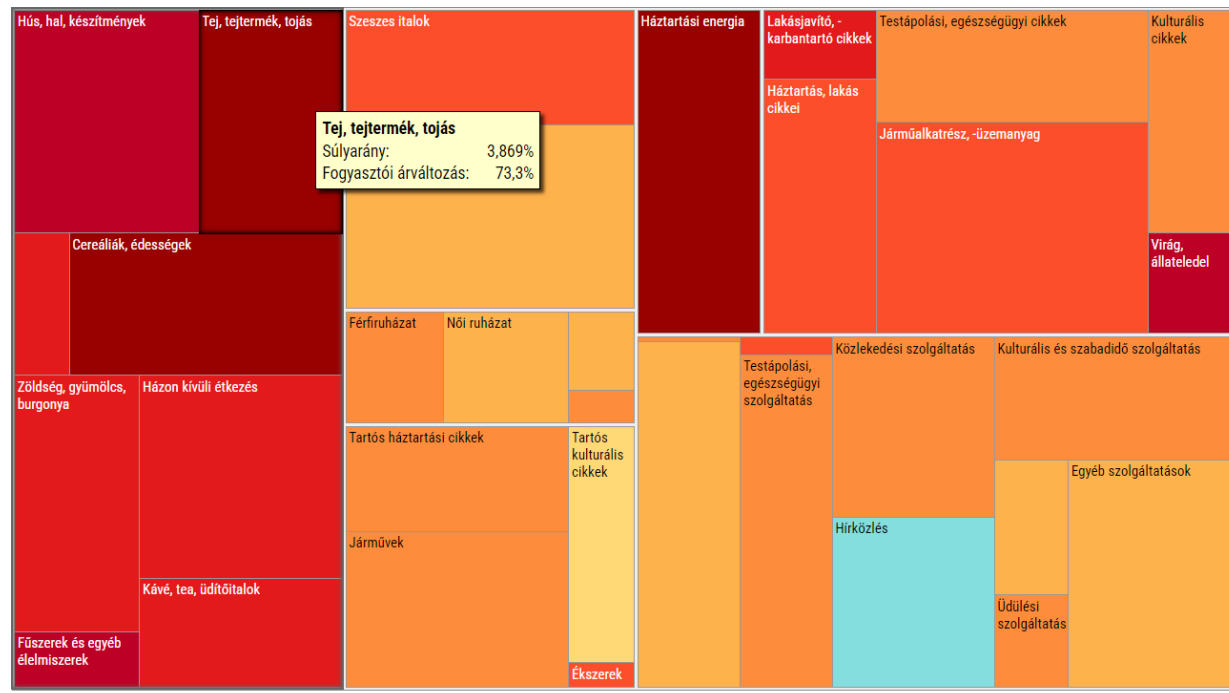 Hús, hal, készítmények
Tej, tejtermék, tojás
Szeszes italok
Háztartási energia
Lakásjavító, -
karbantartó cikkek
Testápolási, egészségügyi cikkek
Kulturális
cikkek
Háztartás, lakás
cikkei
Tej, tejtermék, tojás
Súlyarány: 3,869%
Fogyasztói árváltozás: 73,3%
Járműalkatrész, -üzemanyag
Cereáliák, édességek
Virág,
állateledel
Férfiruházat
Női ruházat
Közlekedési szolgáltatás
Kulturális és szabadidő szolgáltatás
Testápolási,
egészségügyi
szolgáltatás
Zöldség, gyümölcs,
burgonya
Házon kívüli étkezés
Tartós háztartási cikkek
Tartós
kulturális
cikkek
Egyéb szolgáltatások
Járművek
Hírközlés
Kávé, tea, üdítőitalok
Üdülési
szolgáltatás
Fűszerek és egyéb
élelmiszerek
Ékszerek